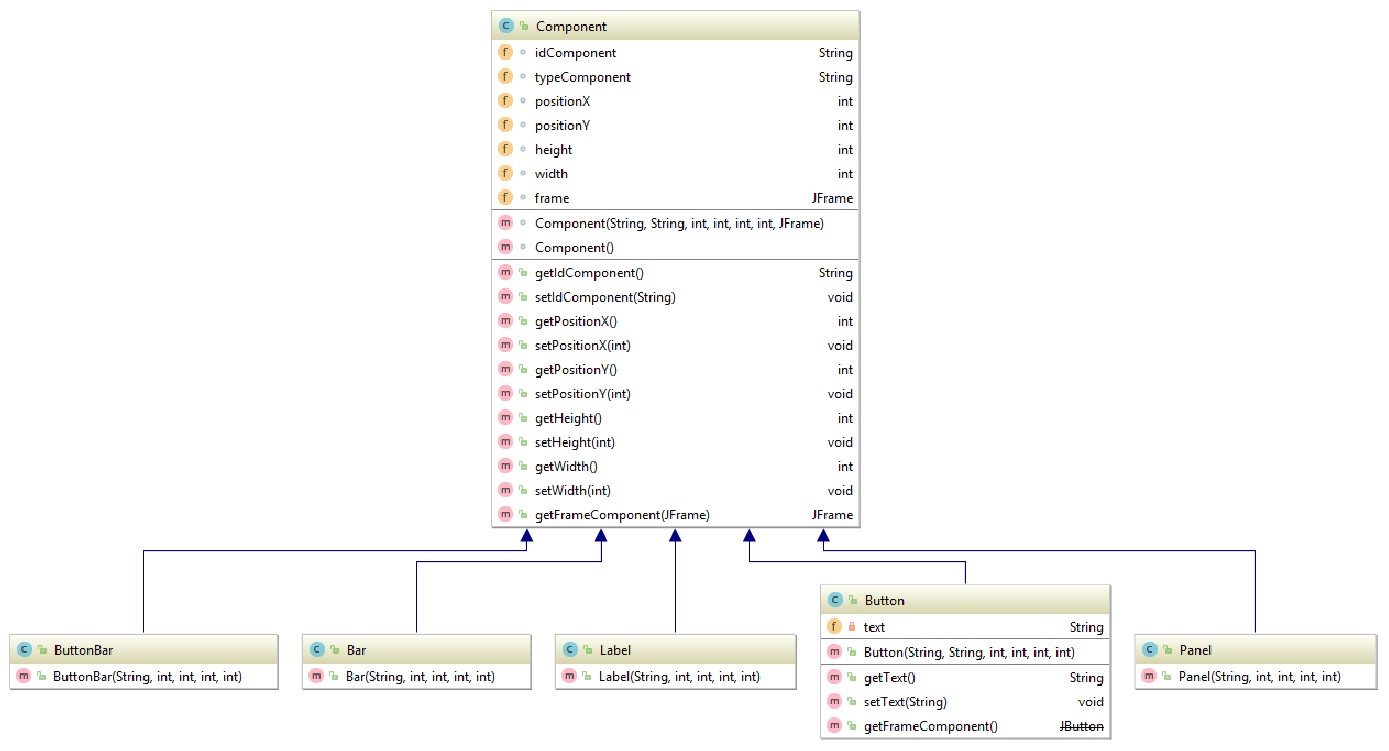 C Component
f idComponent String
f typeComponent String
f positionX int
f positionY int
f height int
f width int
f frame JFrame
m Component(String, String, int, int, int, int, JFrame)
m Component()
m getIdComponent() String
m setIdComponent(String) void
m getPositionX() int
m setPositionX(int) void
m getPositionY() int
m setPositionY(int) void
m getHeight() int
m setHeight(int) void
m getWidth() int
m setWidth(int) void
m getFrameComponent(JFrame) JFrame
C ButtonBar
m ButtonBar(String, int, int, int, int)
C Bar
m Bar(String, int, int, int, int)
C Label
m Label(String, int, int, int, int)
C Button
f text String
m Button(String, String, int, int, int, int)
m getText() String
m setText(String) void
m getFrameComponent() JButton
C Panel
m Panel(String, int, int, int, int)